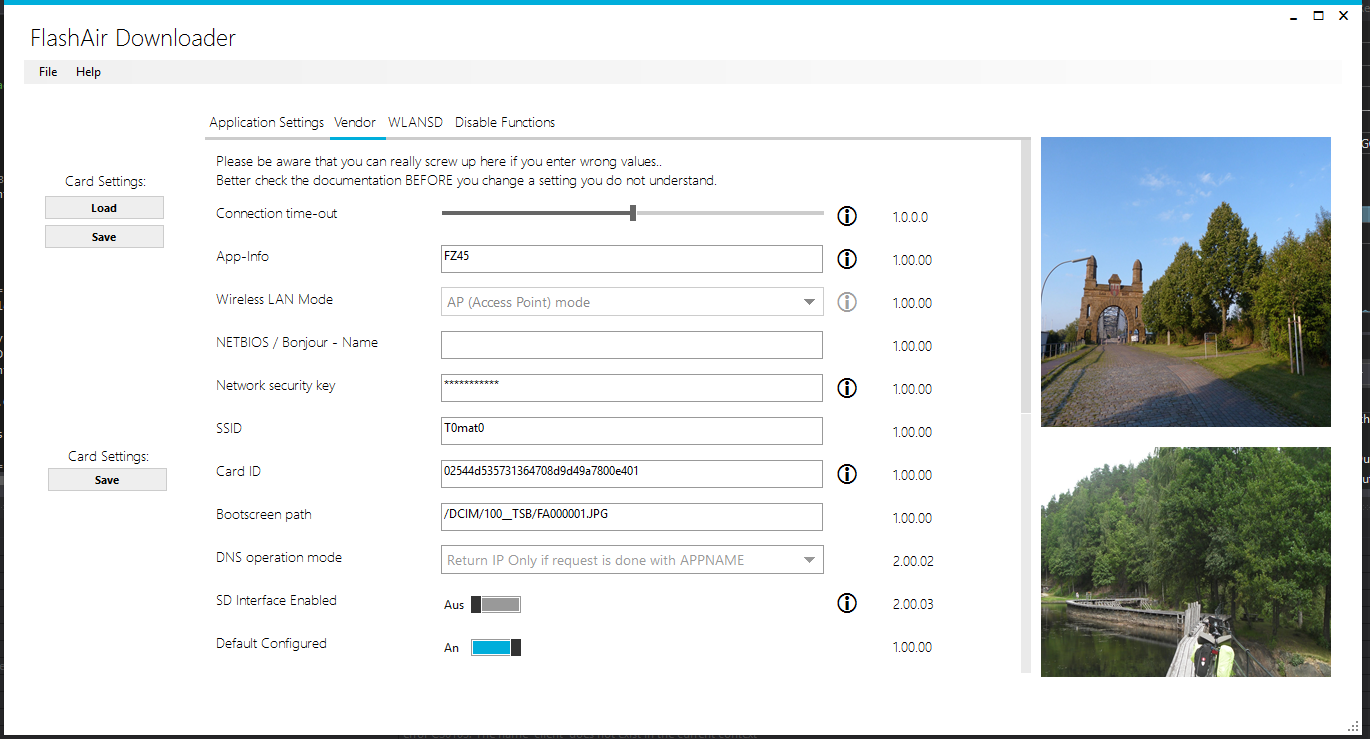 FlashAir Downloader
File Help
Application Settings Vendor WLANSD Disable Functions
Please be aware that you can really screw up here if you enter wrong values..
Better check the documentation BEFORE you change a setting you do not understand.
Card Settings:
Load
Save
Card Settings:
Save
Connection time-out 1.0.0.0
App-Info FZ45 1.00.00
Wireless LAN Mode AP (Access Point) mode 1.00.00
NETBIOS / Bonjour - Name 1.00.00
Network security key *********** 1.00.00
SSID T0mat0 1.00.00
Card ID 02544d535731364708d9d49a7800e401 1.00.00
Bootscreen path /DCIM/100__TSB/FA000001.JPG 1.00.00
DNS operation mode Return IP Only if request is done with APPNAME 2.00.02
SD Interface Enabled Aus 2.00.03
Default Configured An 1.00.00